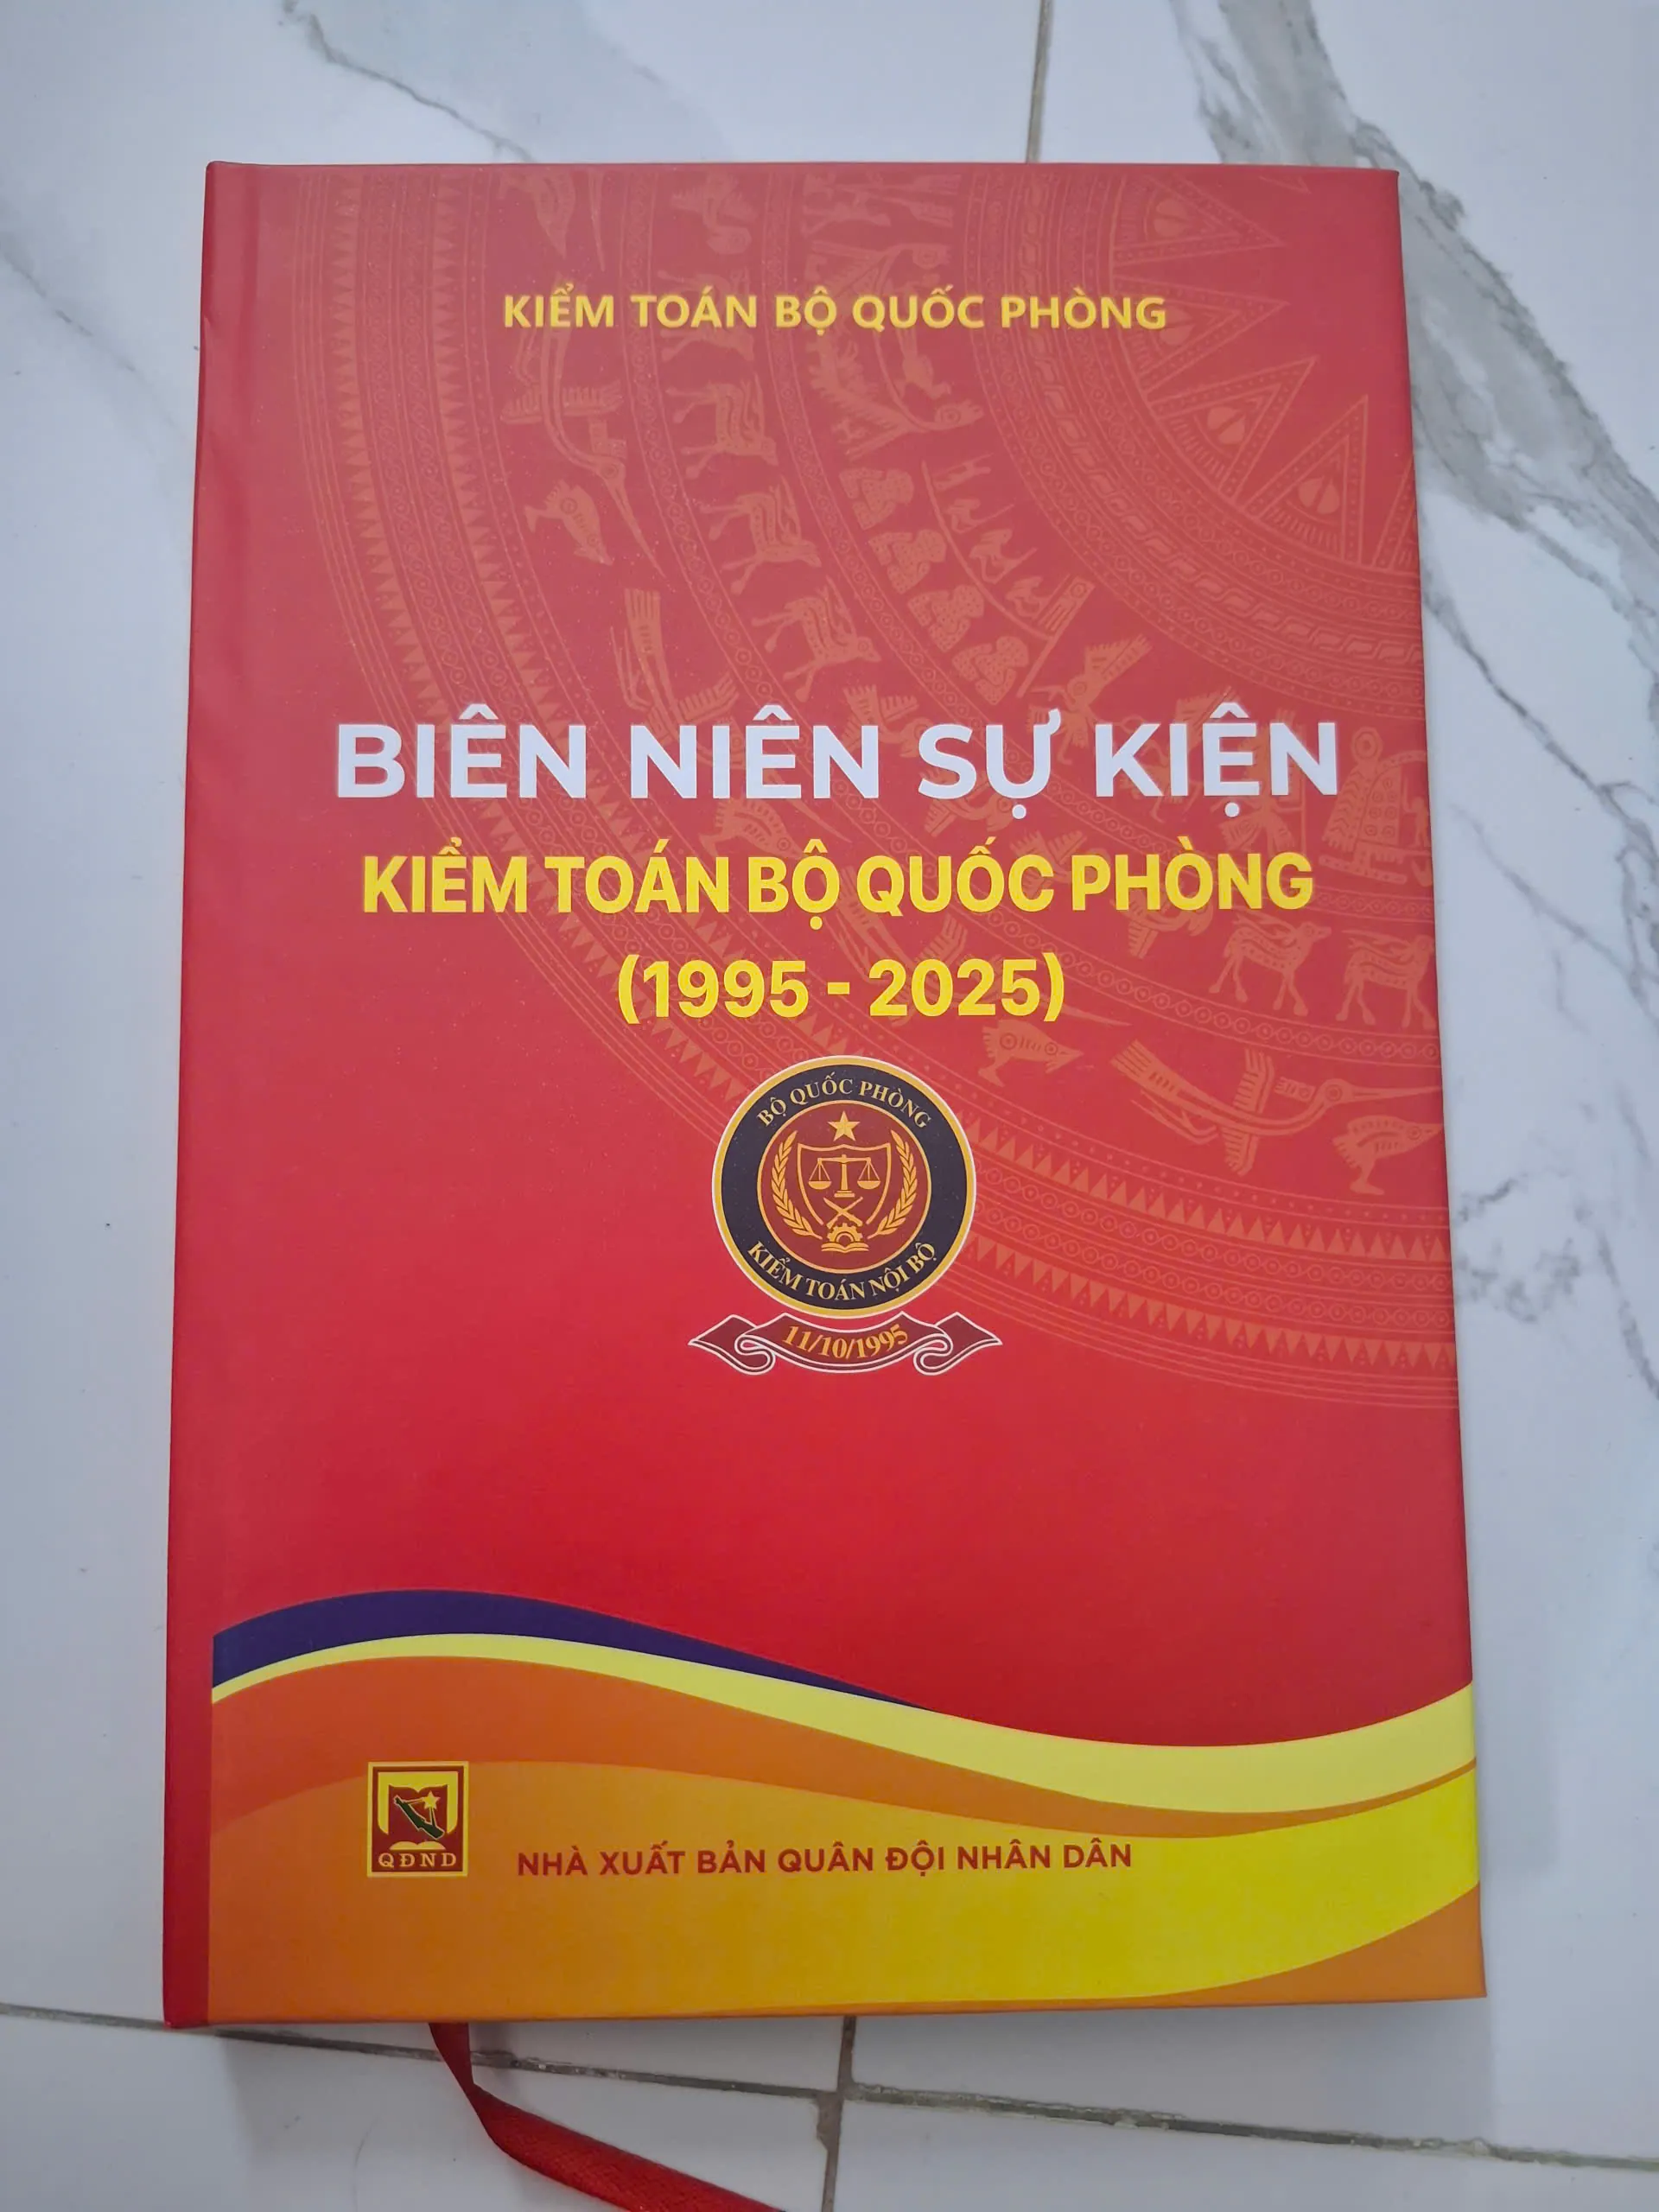 KIỂM TOÁN BỘ QUỐC PHÒNG
BIÊN NIÊN SỰ KIỆN
KIỂM TOÁN BỘ QUỐC PHÒNG
(1995 - 2025)
BỘ QUỐC PHÒNG
KIỂM TOÁN NỘI BỘ
11/10/1995
QĐND
NHÀ XUẤT BẢN QUÂN ĐỘI NHÂN DÂN